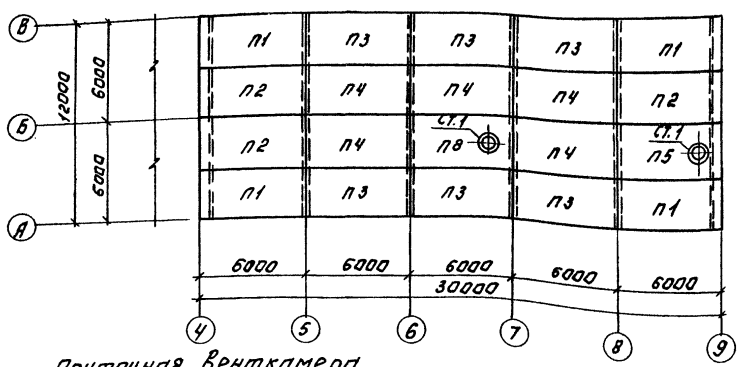 В
П1 П3 П3 П3 П1
12000
6000
П2 П4 П4 П4 П2
Б
Ст.1 Ст.1
П2 П4 П8 П4 П5
6000
П1 П3 П3 П3 П1
А
6000 6000 6000 6000 6000
30000
4 5 6 7 8 9
Приточная венткамера